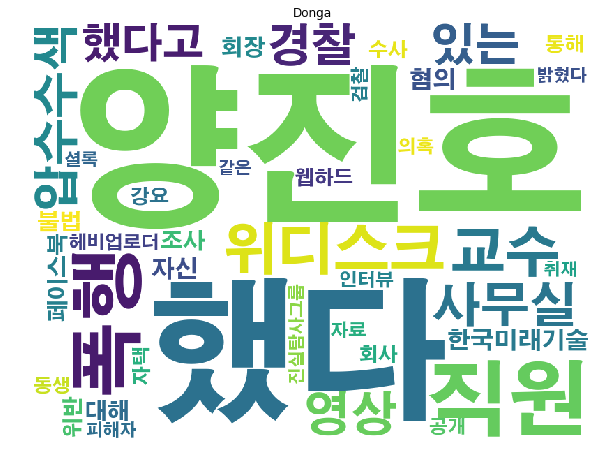 Donga
했다고
회장
경찰
수사
있는
통해
압수수색
양진호
검찰
혐의
밝혔다
셜록
같은
웹하드
의혹
강요
불법
페이스북
헤비업로더
조사
위디스크
교수
취재
폭행
자신
인터뷰
사무실
했다
진실탐사그룹
자료
회사
한국미래기술
자택
동생
위반
대해
피해자
영상
공개
직원